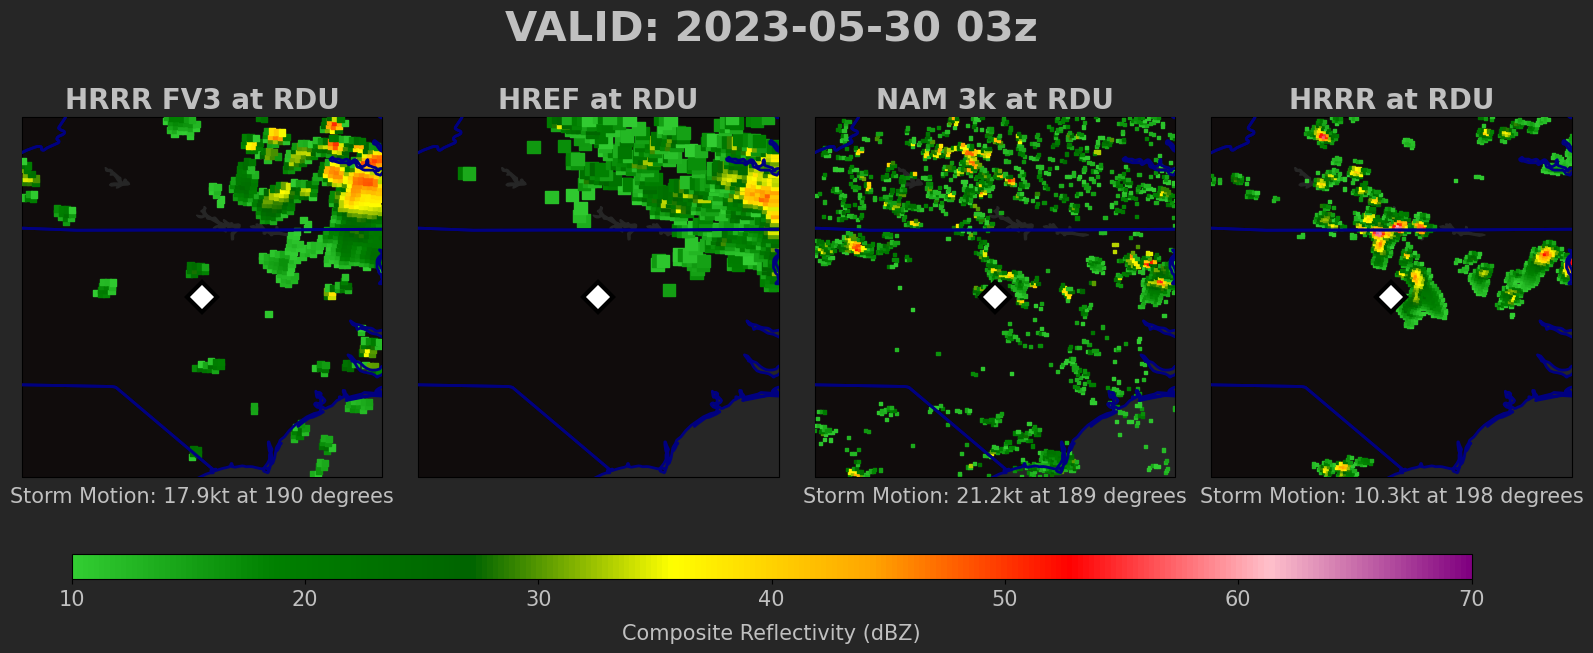 VALID: 2023-05-30 03z
HRRR FV3 at RDU
HREF at RDU
NAM 3k at RDU
HRRR at RDU
Storm Motion: 17.9kt at 190 degrees
Storm Motion: 21.2kt at 189 degrees
Storm Motion: 10.3kt at 198 degrees
10 20 30 40 50 60 70
Composite Reflectivity (dBZ)